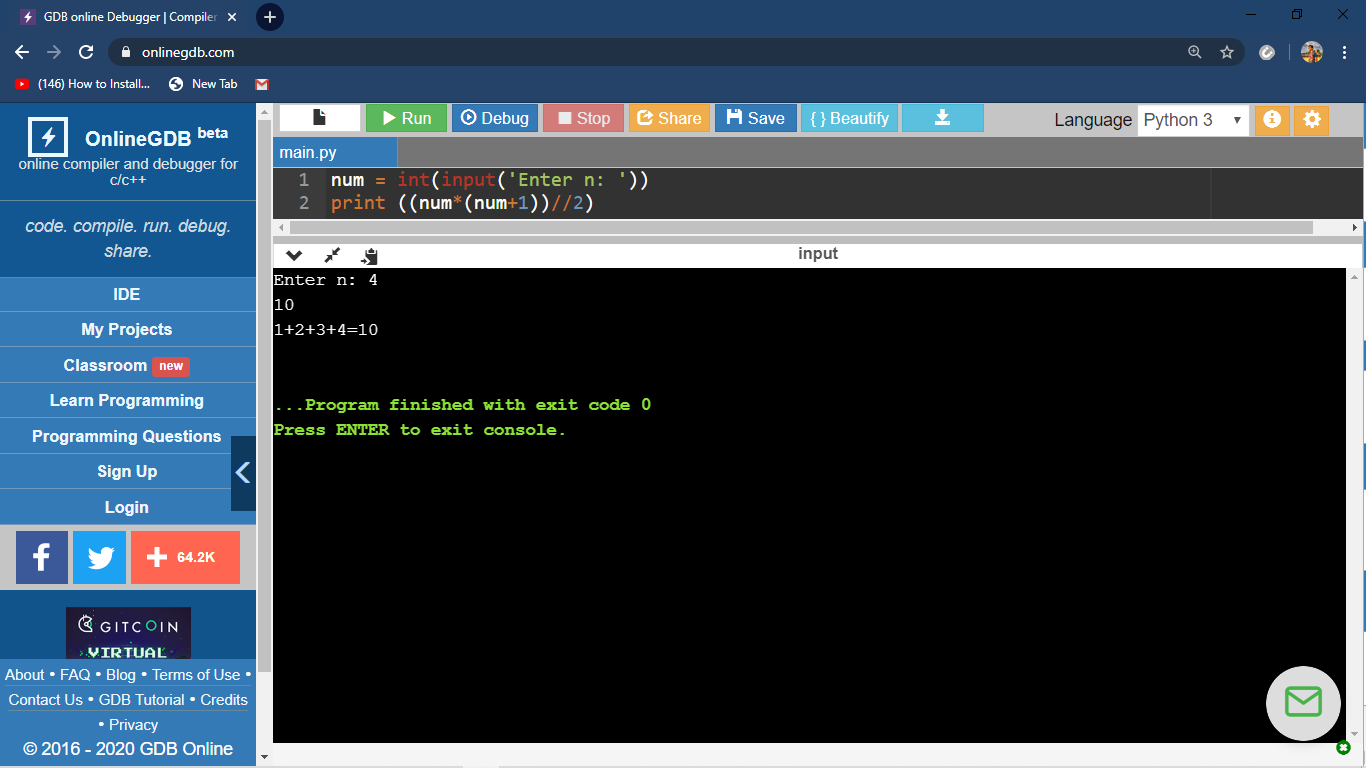 GDB online Debugger | Compiler
onlinegdb.com
(146) How to Install...
New Tab
OnlineGDB beta
online compiler and debugger for
c/c++
code. compile. run. debug.
share.
IDE
My Projects
Classroom new
Learn Programming
Programming Questions
Sign Up
Login
f
64.2K
GITCOIN
VIRTUAL
About • FAQ • Blog • Terms of Use •
Contact Us • GDB Tutorial • Credits
• Privacy
© 2016 - 2020 GDB Online
Run
Debug
Stop
Share
Save
{ } Beautify
Language Python 3
main.py
1 num = int(input('Enter n: '))
2 print ((num*(num+1))//2)
input
Enter n: 4
10
1+2+3+4=10
...Program finished with exit code 0
Press ENTER to exit console.